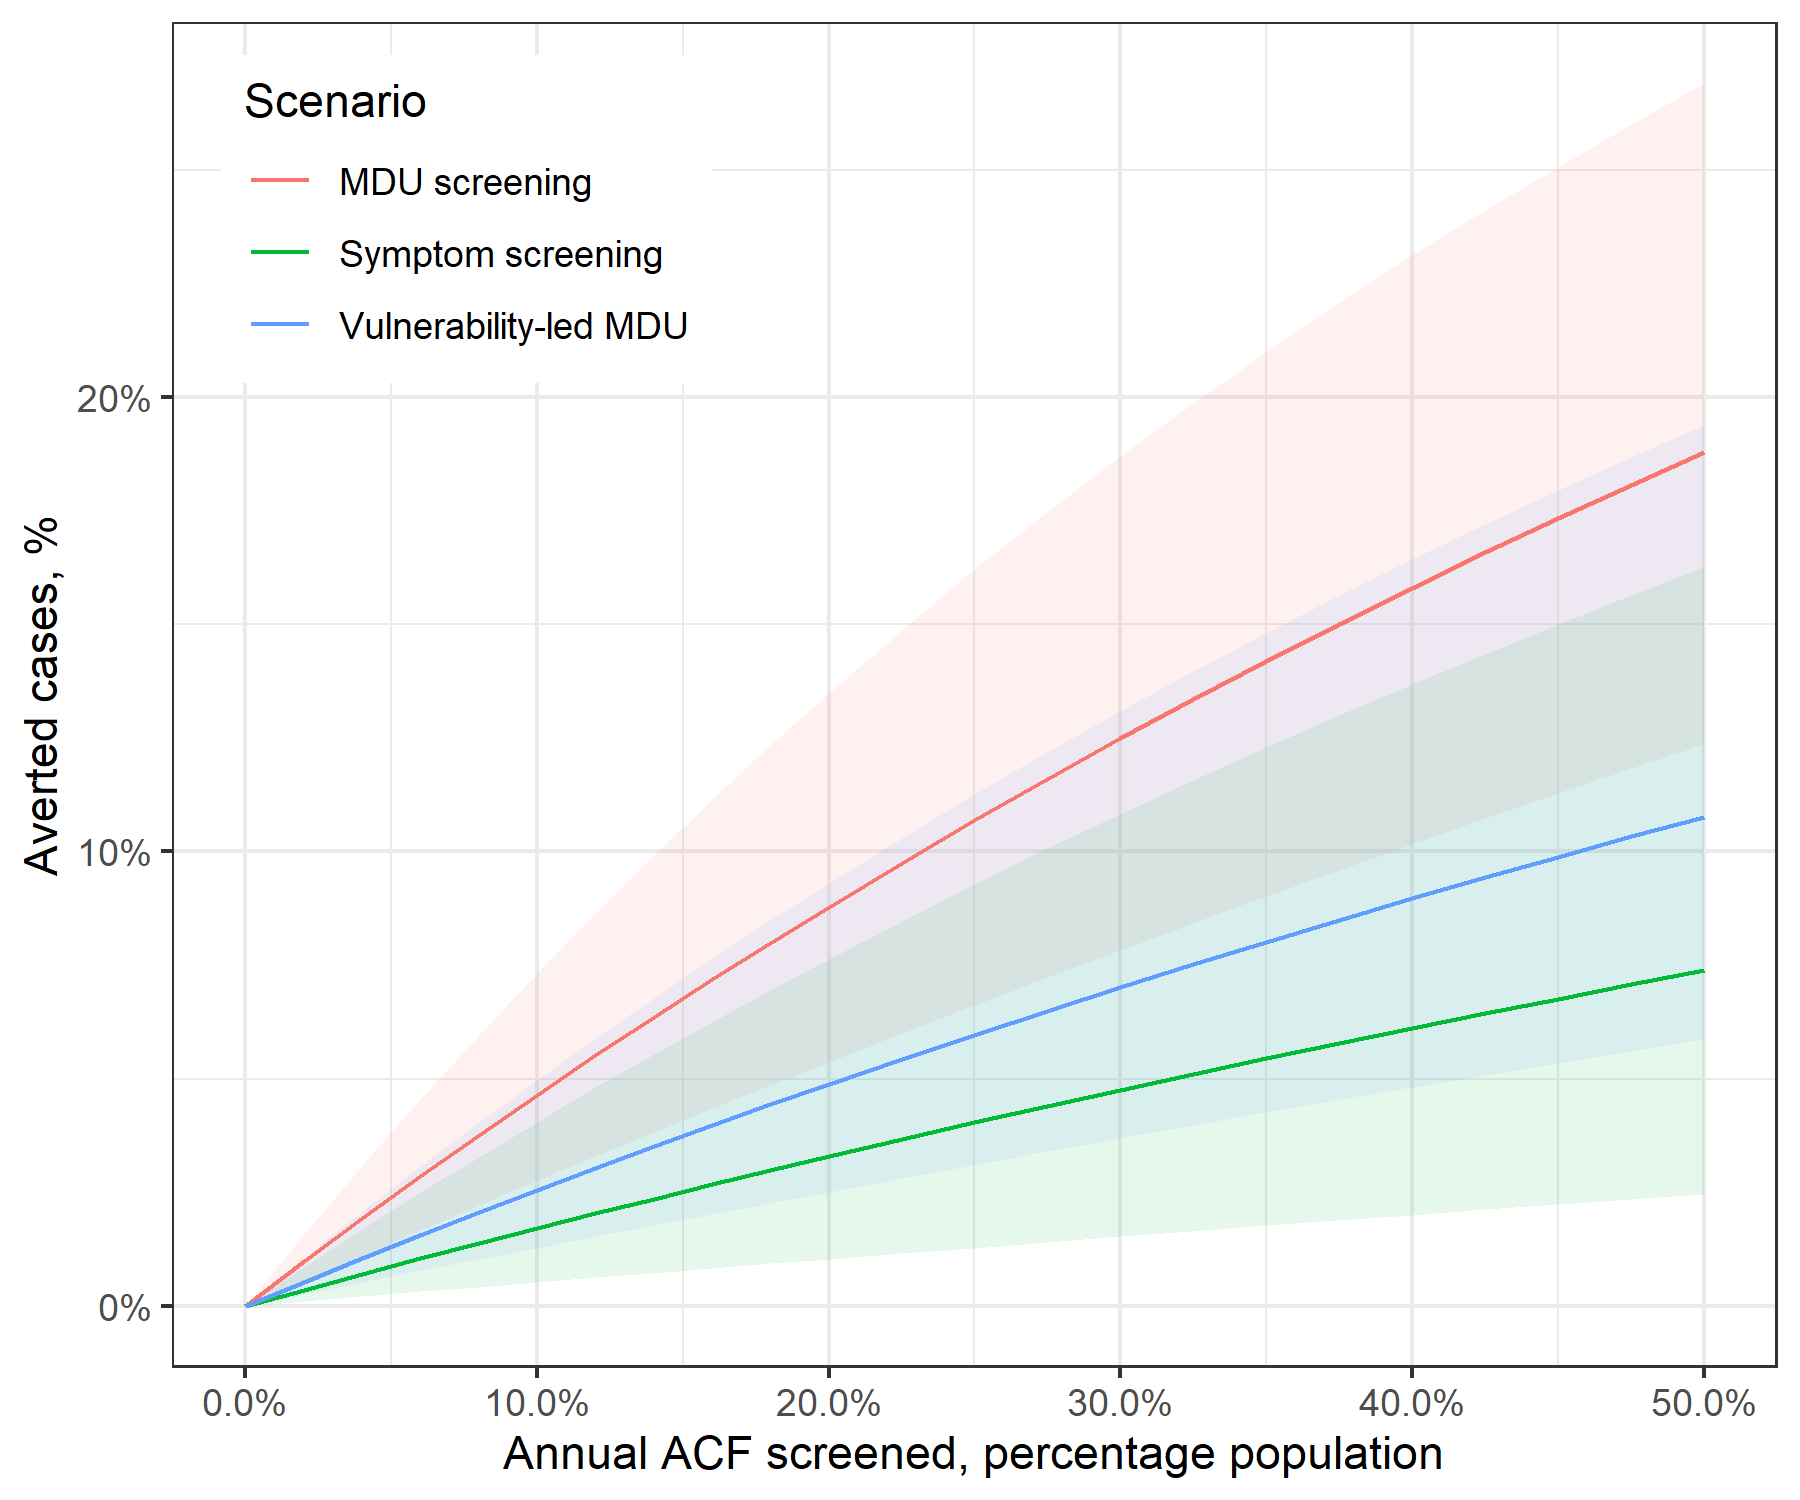 Scenario
MDU screening
Symptom screening
Vulnerability-led MDU
Averted cases, %
20%
10%
0%
0.0% 10.0% 20.0% 30.0% 40.0% 50.0%
Annual ACF screened, percentage population